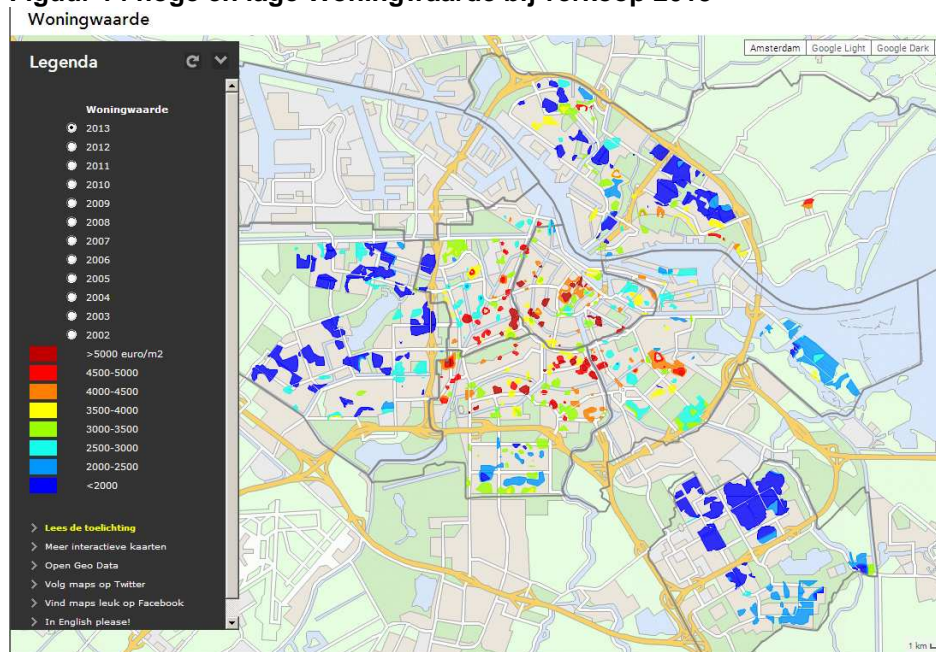 Woningwaarde
Amsterdam
Google Light
Google Dark
Legenda
Woningwaarde
2013
2012
2011
2010
2009
2008
2007
2006
2005
2004
2003
2002
>5000 euro/m2
4500-5000
4000-4500
3500-4000
3000-3500
2500-3000
2000-2500
<2000
Lees de toelichting
Meer interactieve kaarten
Open Geo Data
Volg maps op Twitter
Vind maps leuk op Facebook
In English please!
1 km